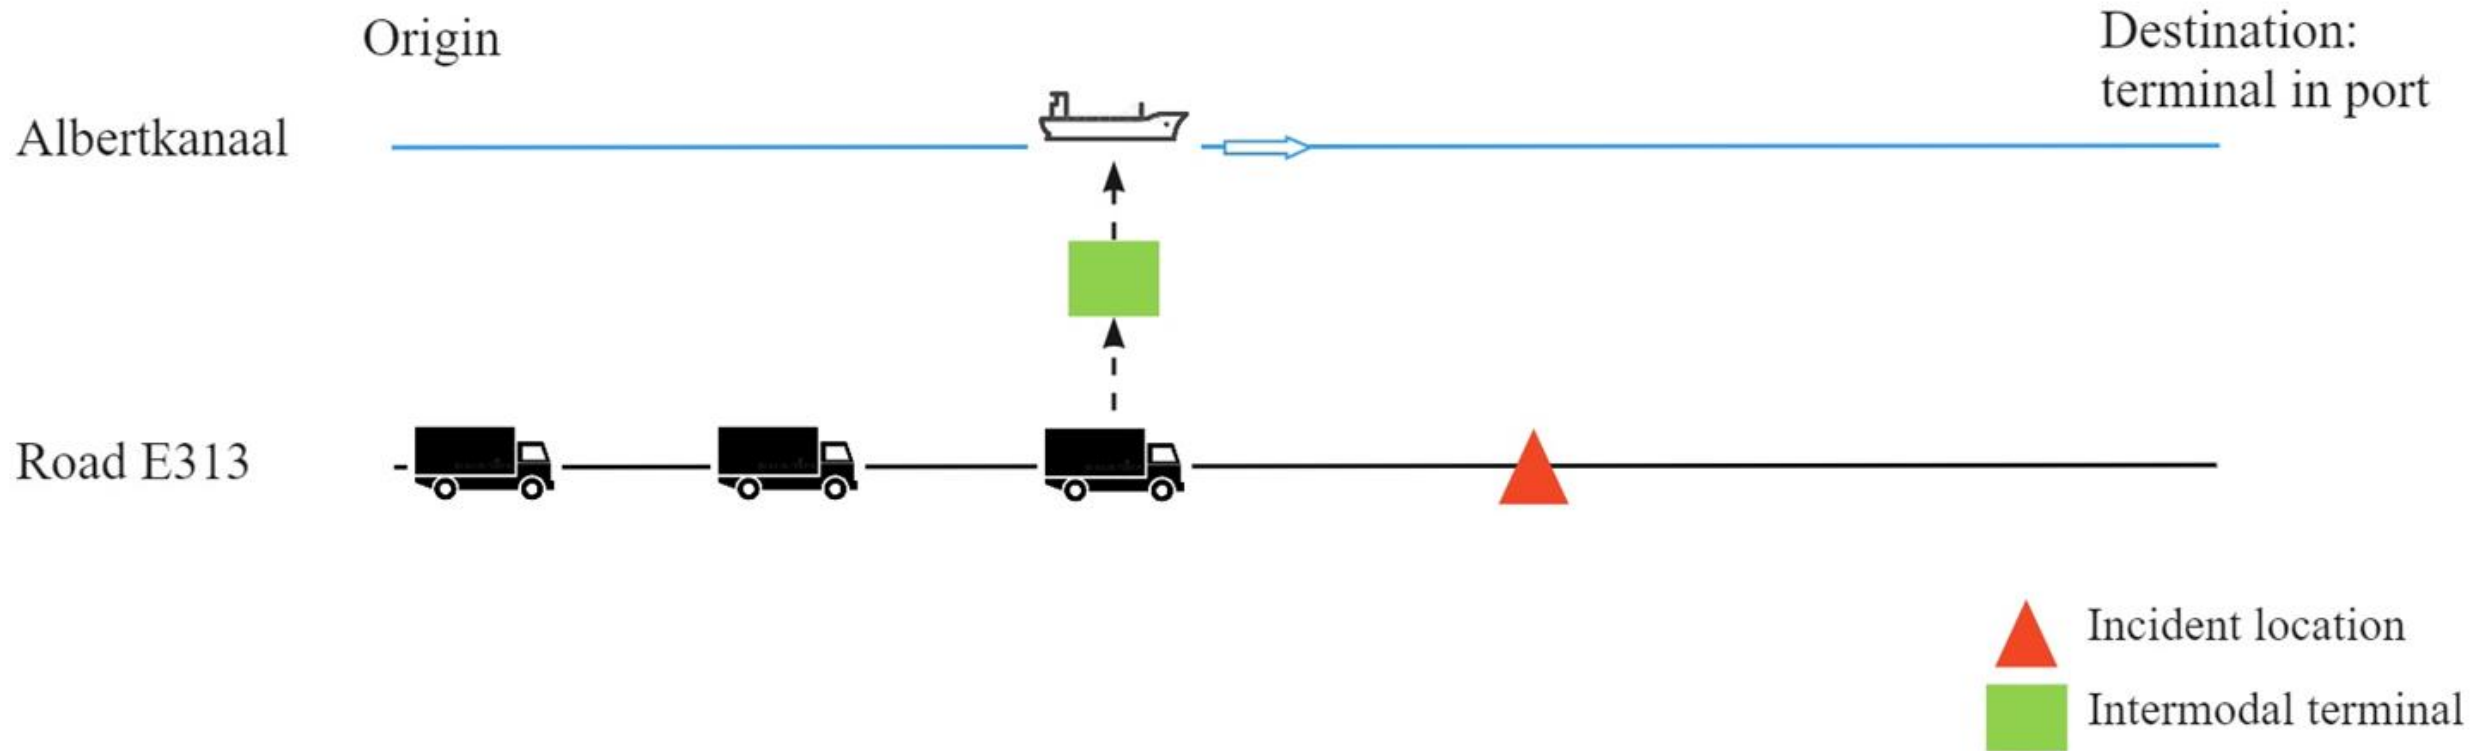 Origin
Destination:
terminal in port
Albertkanaal
Road E313
Incident location
Intermodal terminal